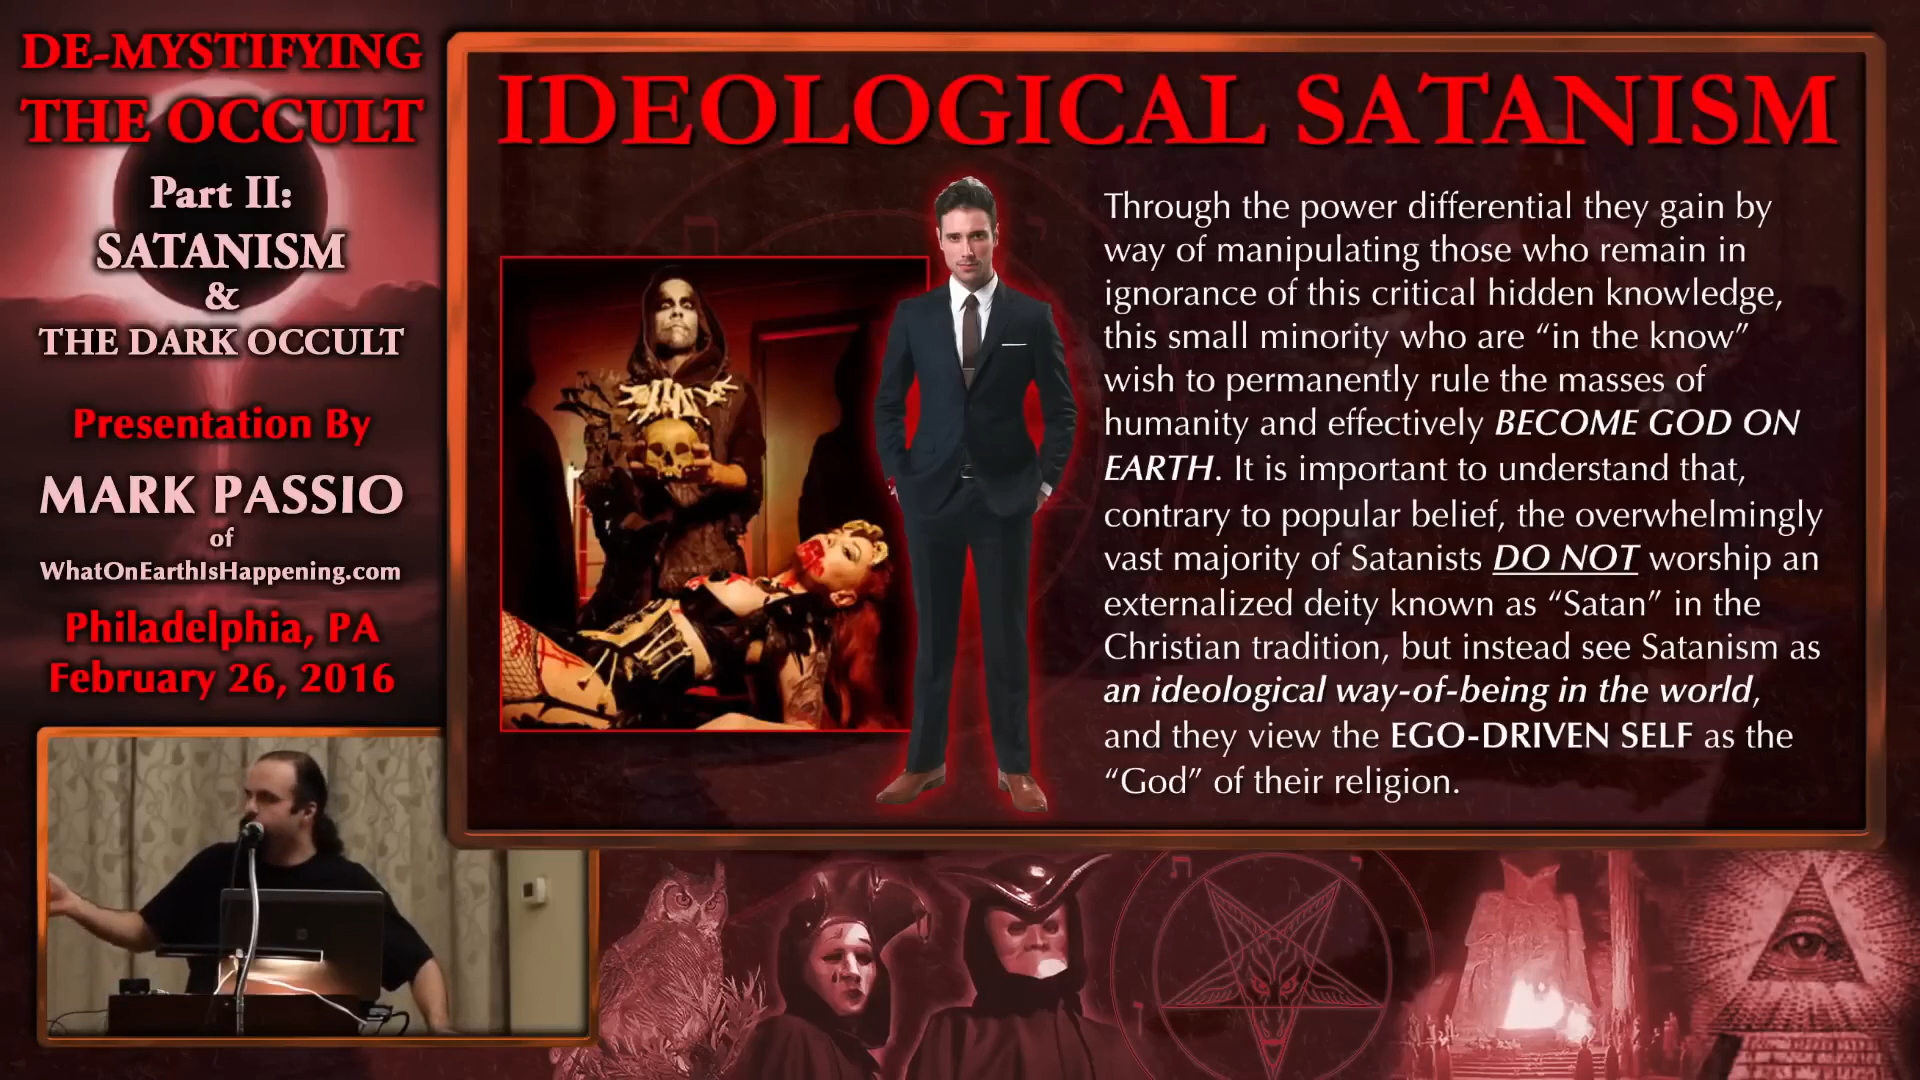 DE-MYSTIFYING
THE OCCULT
Part II:
SATANISM
&
THE DARK OCCULT
Presentation By
MARK PASSIO
of
WhatOnEarthIsHappening.com
Philadelphia, PA
February 26, 2016
IDEOLOGICAL SATANISM
Through the power differential they gain by
way of manipulating those who remain in
ignorance of this critical hidden knowledge,
this small minority who are “in the know”
wish to permanently rule the masses of
humanity and effectively BECOME GOD ON
EARTH. It is important to understand that,
contrary to popular belief, the overwhelmingly
vast majority of Satanists DO NOT worship an
externalized deity known as “Satan” in the
Christian tradition, but instead see Satanism as
an ideological way-of-being in the world,
and they view the EGO-DRIVEN SELF as the
“God” of their religion.